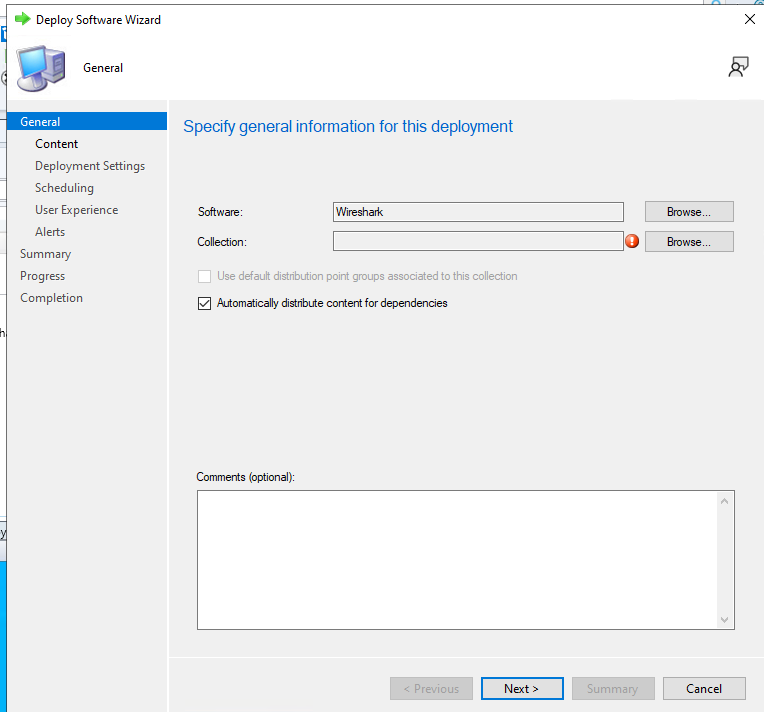 Deploy Software Wizard
General
General
Content
Deployment Settings
Scheduling
User Experience
Alerts
Summary
Progress
Completion
Specify general information for this deployment
Software:
Wireshark
Browse...
Collection:
Browse...
Use default distribution point groups associated to this collection
Automatically distribute content for dependencies
Comments (optional):
< Previous
Next >
Summary
Cancel